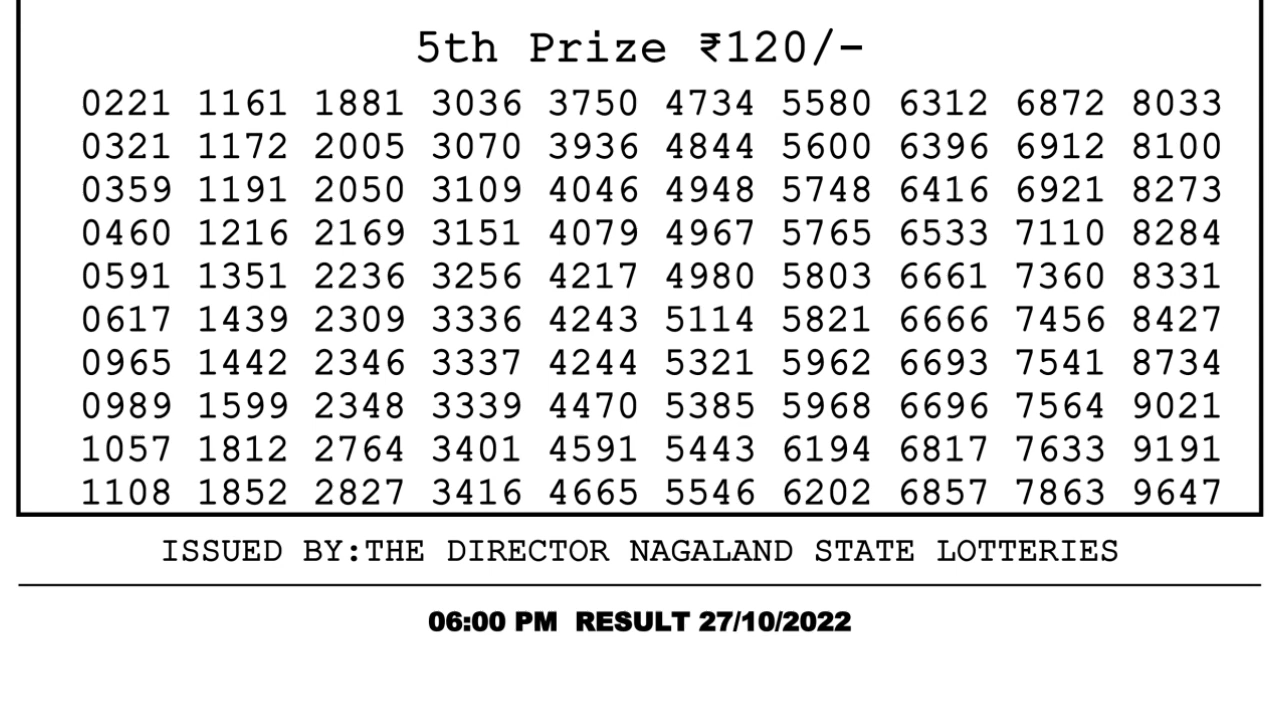 5th Prize ₹120/-
0221 1161 1881 3036 3750 4734 5580 6312 6872 8033
0321 1172 2005 3070 3936 4844 5600 6396 6912 8100
0359 1191 2050 3109 4046 4948 5748 6416 6921 8273
0460 1216 2169 3151 4079 4967 5765 6533 7110 8284
0591 1351 2236 3256 4217 4980 5803 6661 7360 8331
0617 1439 2309 3336 4243 5114 5821 6666 7456 8427
0965 1442 2346 3337 4244 5321 5962 6693 7541 8734
0989 1599 2348 3339 4470 5385 5968 6696 7564 9021
1057 1812 2764 3401 4591 5443 6194 6817 7633 9191
1108 1852 2827 3416 4665 5546 6202 6857 7863 9647
ISSUED BY:THE DIRECTOR NAGALAND STATE LOTTERIES
06:00 PM RESULT 27/10/2022